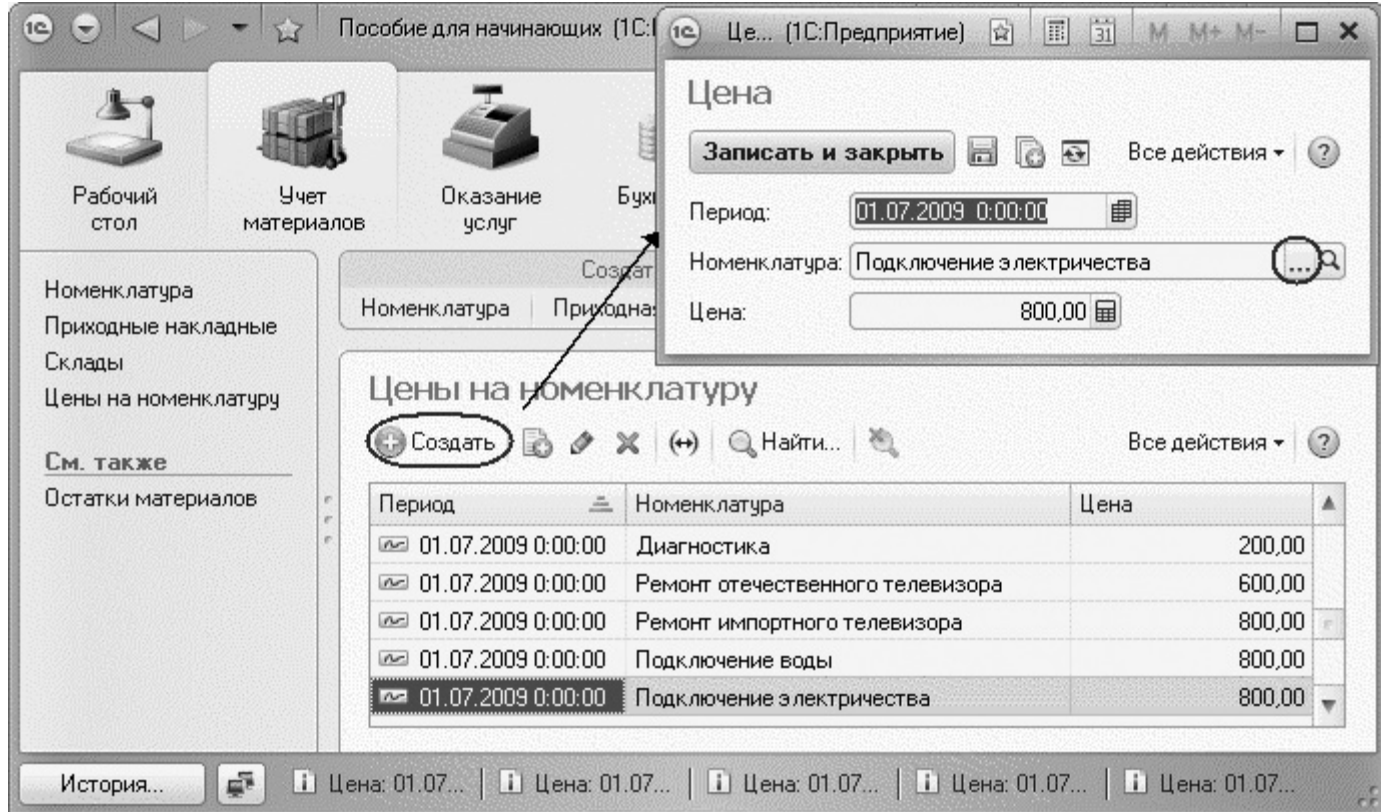 Пособие для начинающих (1С:
Це... (1С:Предприятие)
31
M M+ M-
Рабочий
стол
Учет
материалов
Оказание
услуг
Цена
Записать и закрыть
Все действия
?
Период:
01.07.2009 0:00:00
Номенклатура:
Подключение электричества
...
Цена:
800,00
Номенклатура
Приходные накладные
Склады
Цены на номенклатуру
См. также
Остатки материалов
Номенклатура
Цены на номенклатуру
Создать
Найти...
Все действия
?
Период Номенклатура Цена
01.07.2009 0:00:00 Диагностика 200,00
01.07.2009 0:00:00 Ремонт отечественного телевизора 600,00
01.07.2009 0:00:00 Ремонт импортного телевизора 800,00
01.07.2009 0:00:00 Подключение воды 800,00
01.07.2009 0:00:00 Подключение электричества 800,00
История... Цена: 01.07... Цена: 01.07... Цена: 01.07... Цена: 01.07... Цена: 01.07...